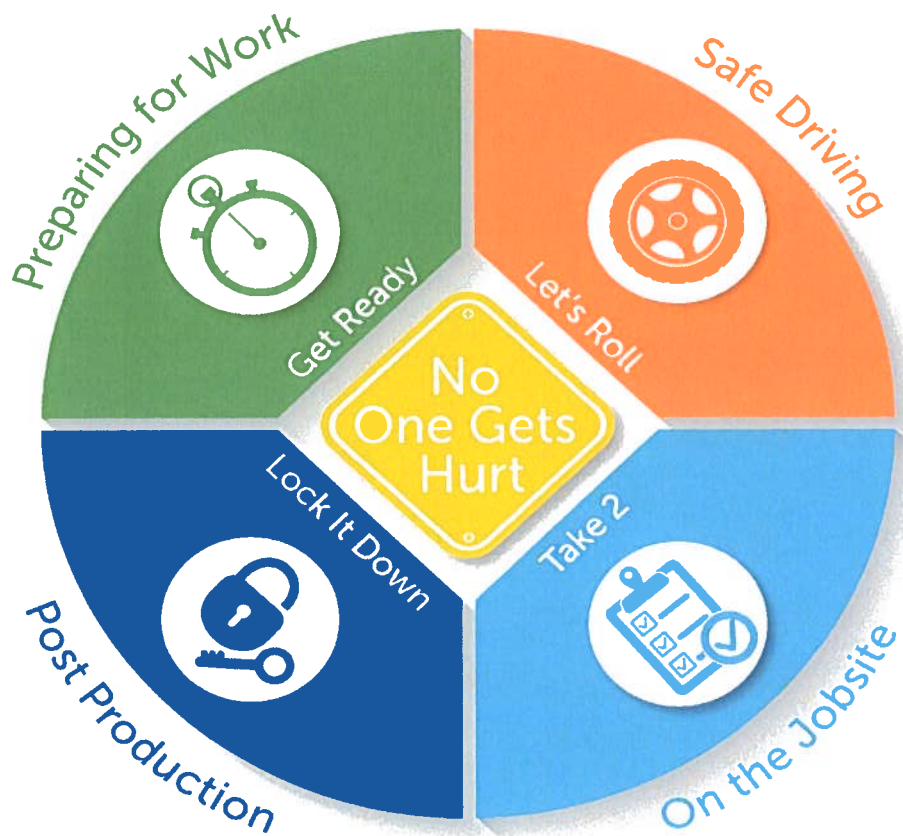 Preparing for Work
Safe Driving
Get Ready
Let's Roll
No
One Gets
Hurt
Lock It Down
Take 2
Post Production
On the Jobsite